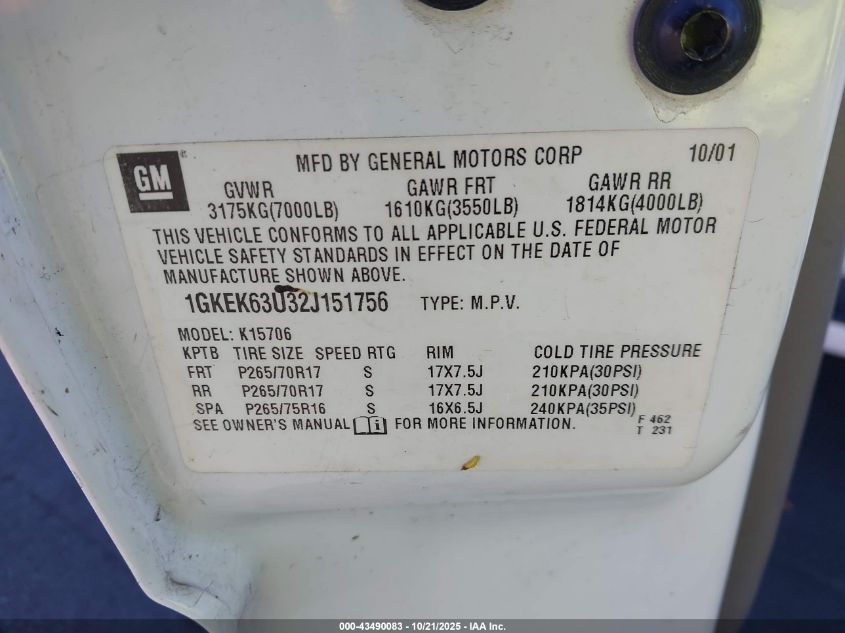 GM
MFD BY GENERAL MOTORS CORP 10/01
GVWR GAWR FRT GAWR RR
3175KG(7000LB) 1610KG(3550LB) 1814KG(4000LB)
THIS VEHICLE CONFORMS TO ALL APPLICABLE U.S. FEDERAL MOTOR
VEHICLE SAFETY STANDARDS IN EFFECT ON THE DATE OF
MANUFACTURE SHOWN ABOVE.
1GKEK63U32J151756 TYPE: M.P.V.
MODEL: K15706
KPTB TIRE SIZE SPEED RTG RIM COLD TIRE PRESSURE
FRT P265/70R17 S 17X7.5J 210KPA(30PSI)
RR P265/70R17 S 17X7.5J 210KPA(30PSI)
SPA P265/75R16 S 16X6.5J 240KPA(35PSI)
SEE OWNER'S MANUAL i FOR MORE INFORMATION.
F 462
T 231
000-43490083 - 10/21/2025 - IAA Inc.